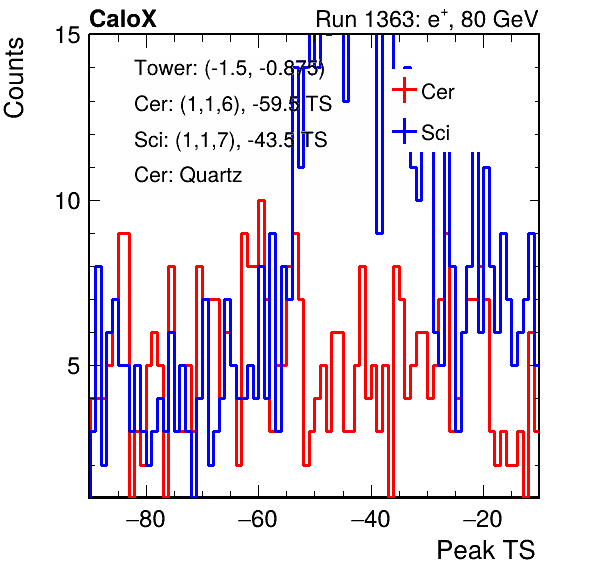 CaloX Run 1363: e⁺, 80 GeV
Counts
15
10
5
Tower: (-1.5, -0.875)
Cer: (1,1,6), -59.5 TS
Sci: (1,1,7), -43.5 TS
Cer: Quartz
Cer
Sci
−80 −60 −40 −20
Peak TS